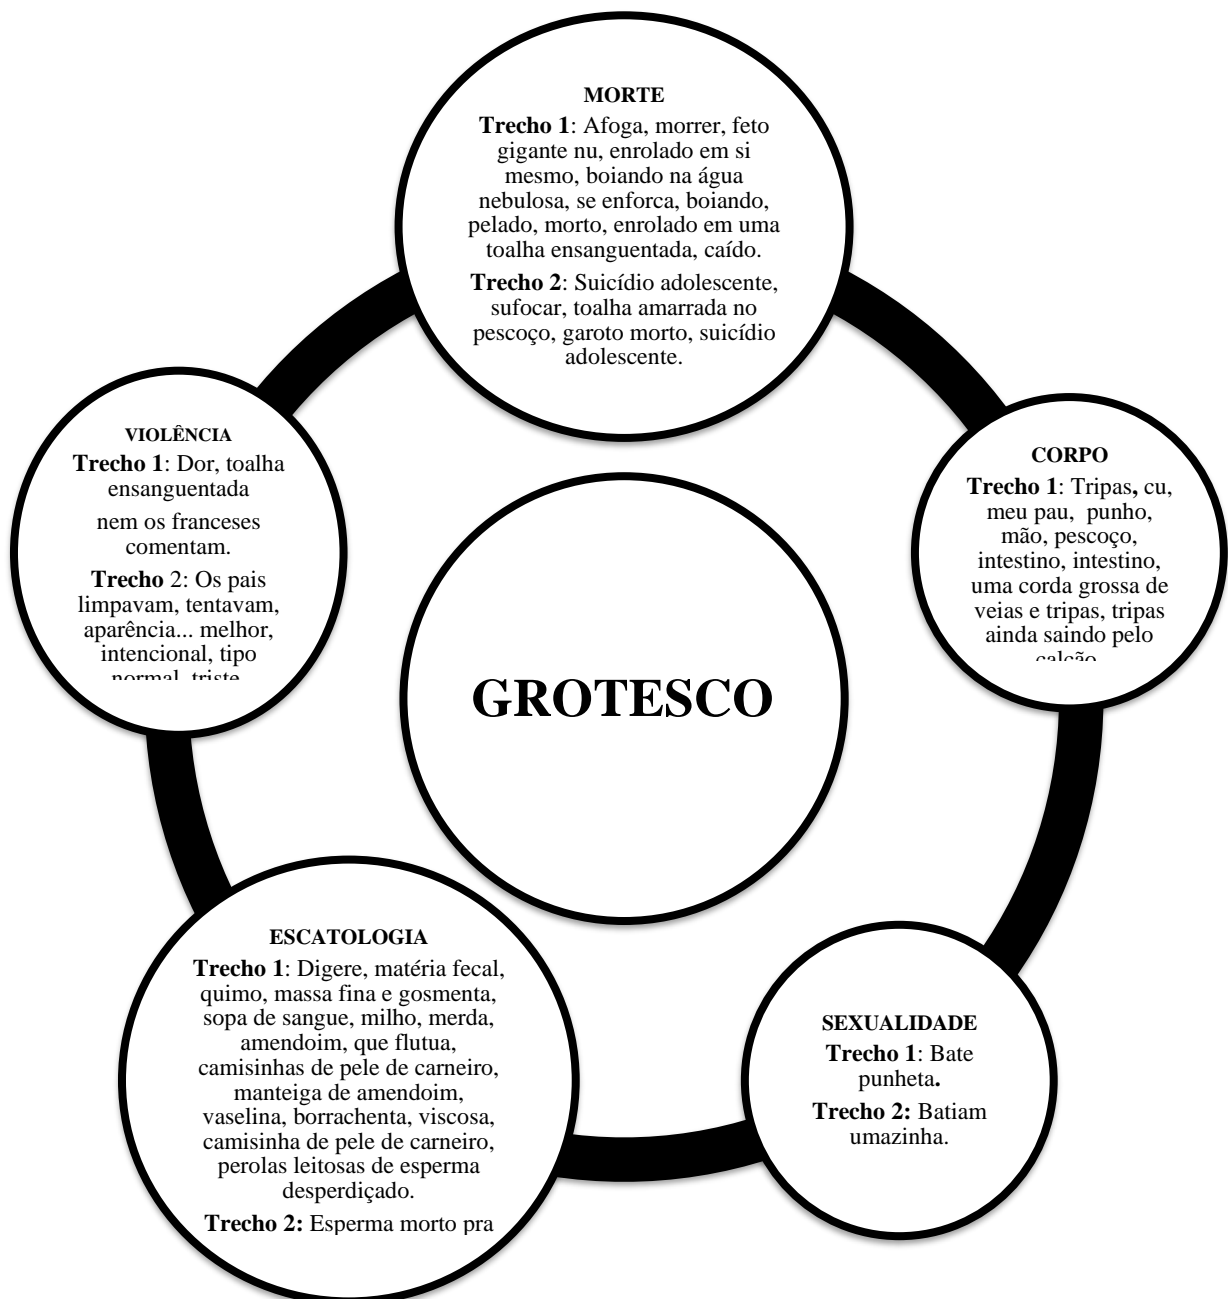 MORTE
Trecho 1: Afoga, morrer, feto
gigante nu, enrolado em si
mesmo, boiando na água
nebulosa, se enforca, boiando,
pelado, morto, enrolado em uma
toalha ensanguentada, caído.
Trecho 2: Suicídio adolescente,
sufocar, toalha amarrada no
pescoço, garoto morto, suicídio
adolescente.
CORPO
Trecho 1: Tripas, cu,
meu pau, punho,
mão, pescoço,
intestino, intestino,
uma corda grossa de
veias e tripas, tripas
ainda saindo pelo
calção
SEXUALIDADE
Trecho 1: Bate
punheta.
Trecho 2: Batiam
umazinha.
ESCATOLOGIA
Trecho 1: Digere, matéria fecal,
quimo, massa fina e gosmenta,
sopa de sangue, milho, merda,
amendoim, que flutua,
camisinhas de pele de carneiro,
manteiga de amendoim,
vaselina, borrachenta, viscosa,
camisinha de pele de carneiro,
perolas leitosas de esperma
desperdiçado.
Trecho 2: Esperma morto pra
VIOLÊNCIA
Trecho 1: Dor, toalha
ensanguentada
nem os franceses
comentam.
Trecho 2: Os pais
limpavam, tentavam,
aparência... melhor,
intencional, tipo
normal, triste
GROTESCO